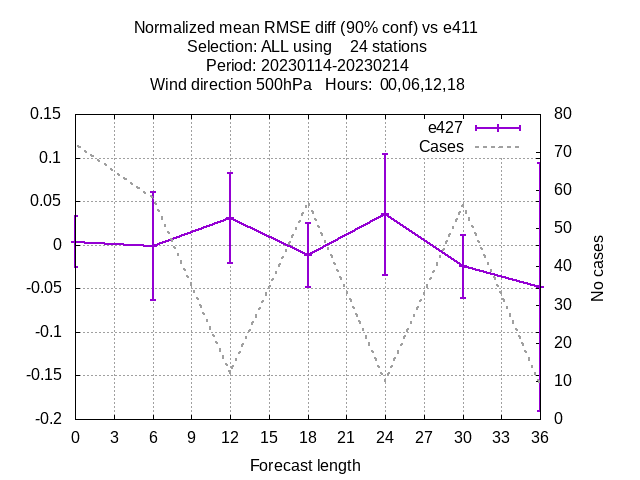 Normalized mean RMSE diff (90% conf) vs e411
Selection: ALL using    24 stations
Period: 20230114-20230214
Wind direction 500hPa   Hours:  00,06,12,18
e427
Cases
0.15
0.1
0.05
0
-0.05
-0.1
-0.15
-0.2
80
70
60
50
40
30
20
10
0
No cases
0 3 6 9 12 15 18 21 24 27 30 33 36
Forecast length